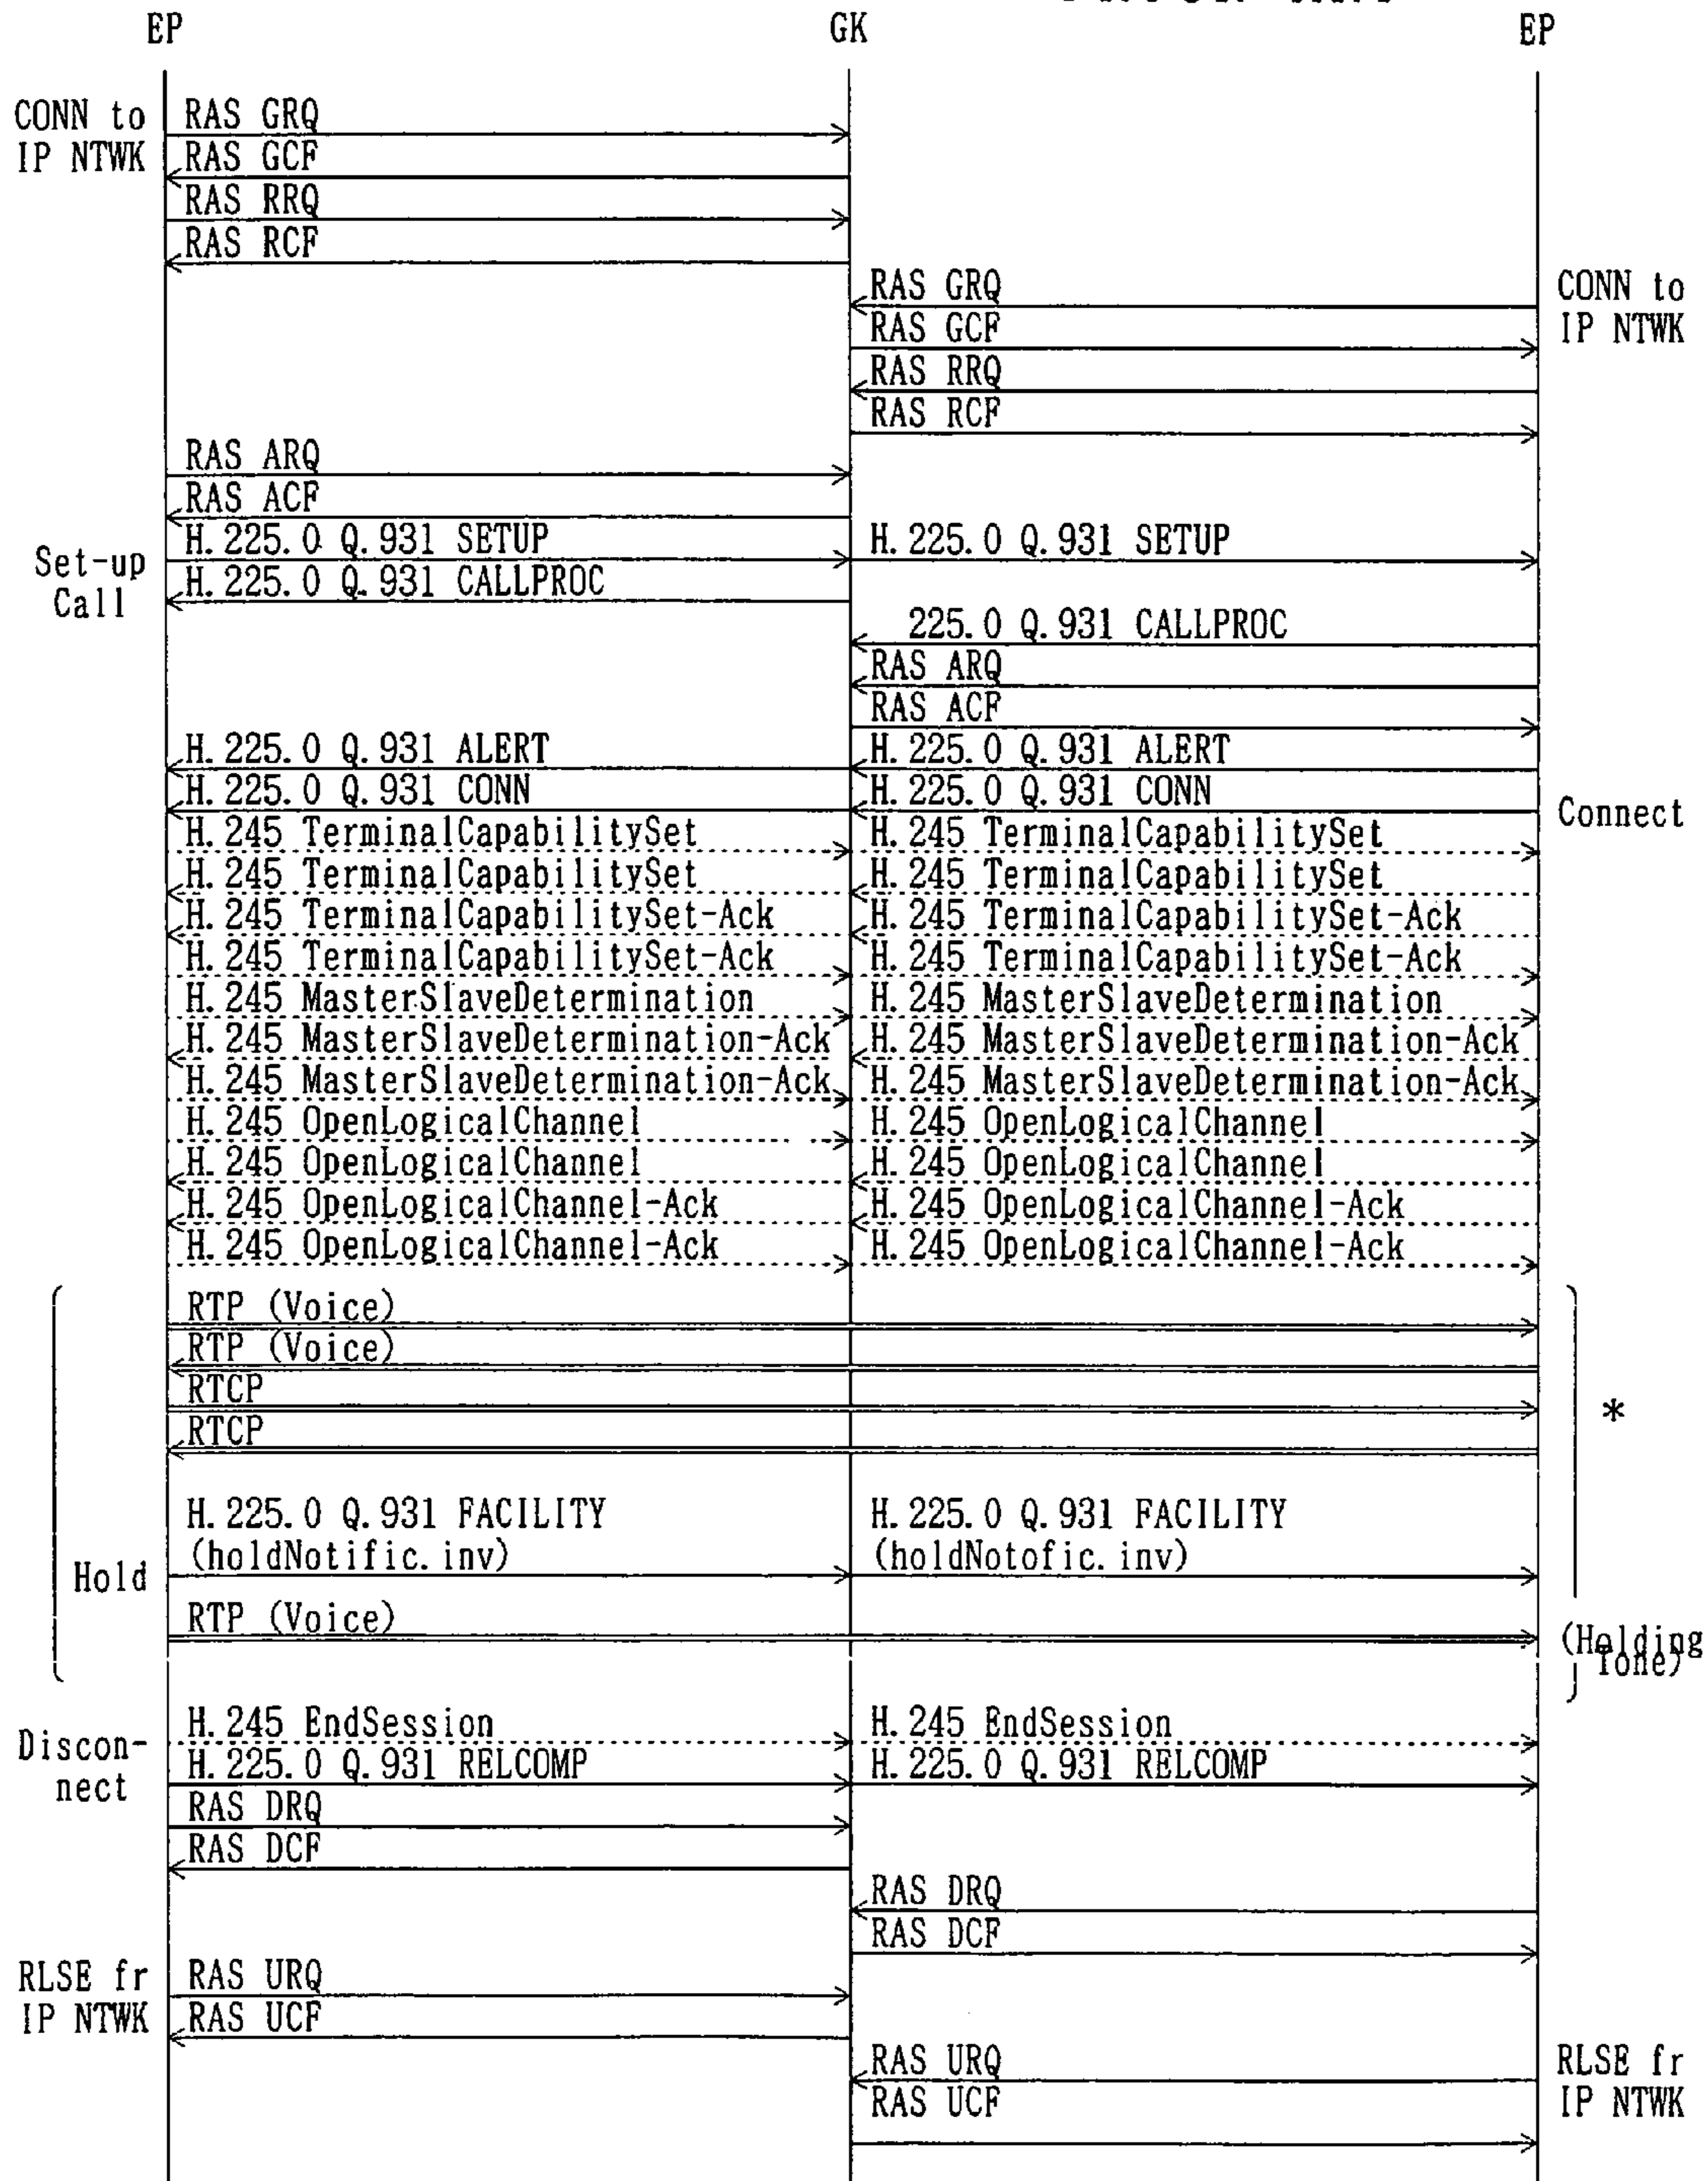 EP GK EP
CONN to
IP NTWK
RAS GRQ
RAS GCF
RAS RRQ
RAS RCF
RAS GRQ
RAS GCF
RAS RRQ
RAS RCF
CONN to
IP NTWK
RAS ARQ
RAS ACF
Set-up
Call
H.225.0 Q.931 SETUP H.225.0 Q.931 SETUP
H.225.0 Q.931 CALLPROC
225.0 Q.931 CALLPROC
RAS ARQ
RAS ACF
H.225.0 Q.931 ALERT H.225.0 Q.931 ALERT
H.225.0 Q.931 CONN H.225.0 Q.931 CONN
Connect
H.245 TerminalCapabilitySet H.245 TerminalCapabilitySet
H.245 TerminalCapabilitySet H.245 TerminalCapabilitySet
H.245 TerminalCapabilitySet-Ack H.245 TerminalCapabilitySet-Ack
H.245 TerminalCapabilitySet-Ack H.245 TerminalCapabilitySet-Ack
H.245 MasterSlaveDetermination H.245 MasterSlaveDetermination
H.245 MasterSlaveDetermination-Ack H.245 MasterSlaveDetermination-Ack
H.245 MasterSlaveDetermination-Ack H.245 MasterSlaveDetermination-Ack
H.245 OpenLogicalChannel H.245 OpenLogicalChannel
H.245 OpenLogicalChannel H.245 OpenLogicalChannel
H.245 OpenLogicalChannel-Ack H.245 OpenLogicalChannel-Ack
H.245 OpenLogicalChannel-Ack H.245 OpenLogicalChannel-Ack
RTP (Voice)
RTP (Voice)
RTCP
RTCP
*
H.225.0 Q.931 FACILITY H.225.0 Q.931 FACILITY
(holdNotific.inv) (holdNotofic.inv)
Hold
RTP (Voice)
(Holding
Tone)
H.245 EndSession H.245 EndSession
Discon-
nect
H.225.0 Q.931 RELCOMP H.225.0 Q.931 RELCOMP
RAS DRQ
RAS DCF
RAS DRQ
RAS DCF
RLSE fr
IP NTWK
RAS URQ
RAS UCF
RAS URQ
RAS UCF
RLSE fr
IP NTWK